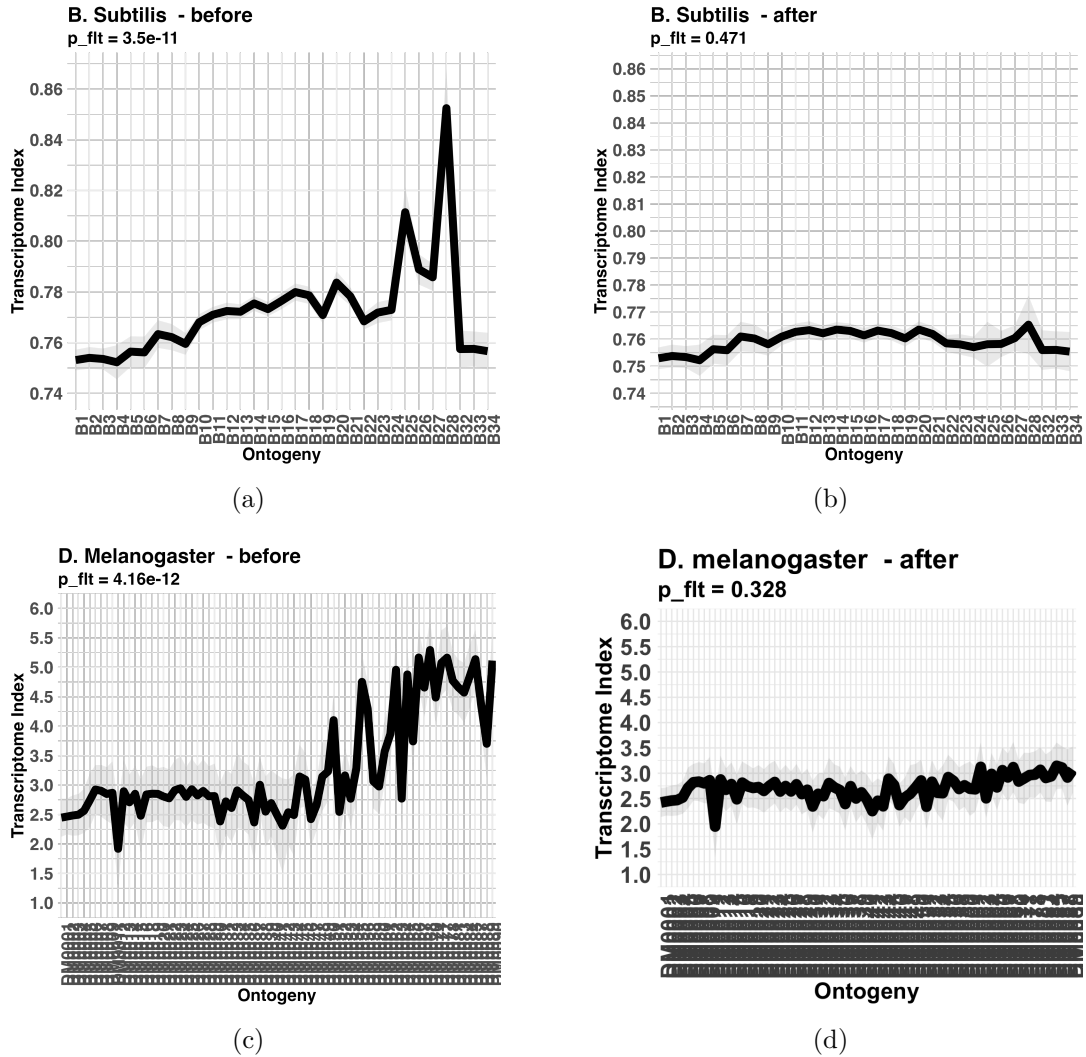 B. Subtilis - before
p_flt = 3.5e-11
Transcriptome Index
0.86
0.84
0.82
0.80
0.78
0.76
0.74
B1 B2 B3 B4 B5 B6 B7 B8 B9 B10 B11 B12 B13 B14 B15 B16 B17 B18 B19 B20 B21 B22 B23 B24 B25 B26 B27 B28 B32 B33 B34
Ontogeny
(a)
B. Subtilis - after
p_flt = 0.471
Transcriptome Index
0.86
0.85
0.84
0.83
0.82
0.81
0.80
0.79
0.78
0.77
0.76
0.75
0.74
B1 B2 B3 B4 B5 B6 B7 B8 B9 B10 B11 B12 B13 B14 B15 B16 B17 B18 B19 B20 B21 B22 B23 B24 B25 B26 B27 B28 B32 B33 B34
Ontogeny
(b)
D. Melanogaster - before
p_flt = 4.16e-12
Transcriptome Index
6.0
5.5
5.0
4.5
4.0
3.5
3.0
2.5
2.0
1.5
1.0
Ontogeny
(c)
D. melanogaster - after
p_flt = 0.328
Transcriptome Index
6.0
5.5
5.0
4.5
4.0
3.5
3.0
2.5
2.0
1.5
1.0
Ontogeny
(d)